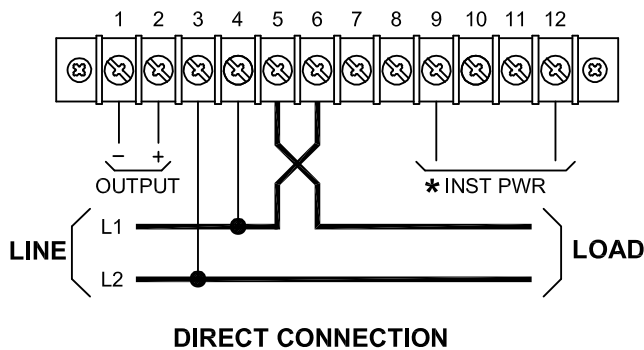 1 2 3 4 5 6 7 8 9 10 11 12
− +
OUTPUT
* INST PWR
L1
LINE
LOAD
L2
DIRECT CONNECTION